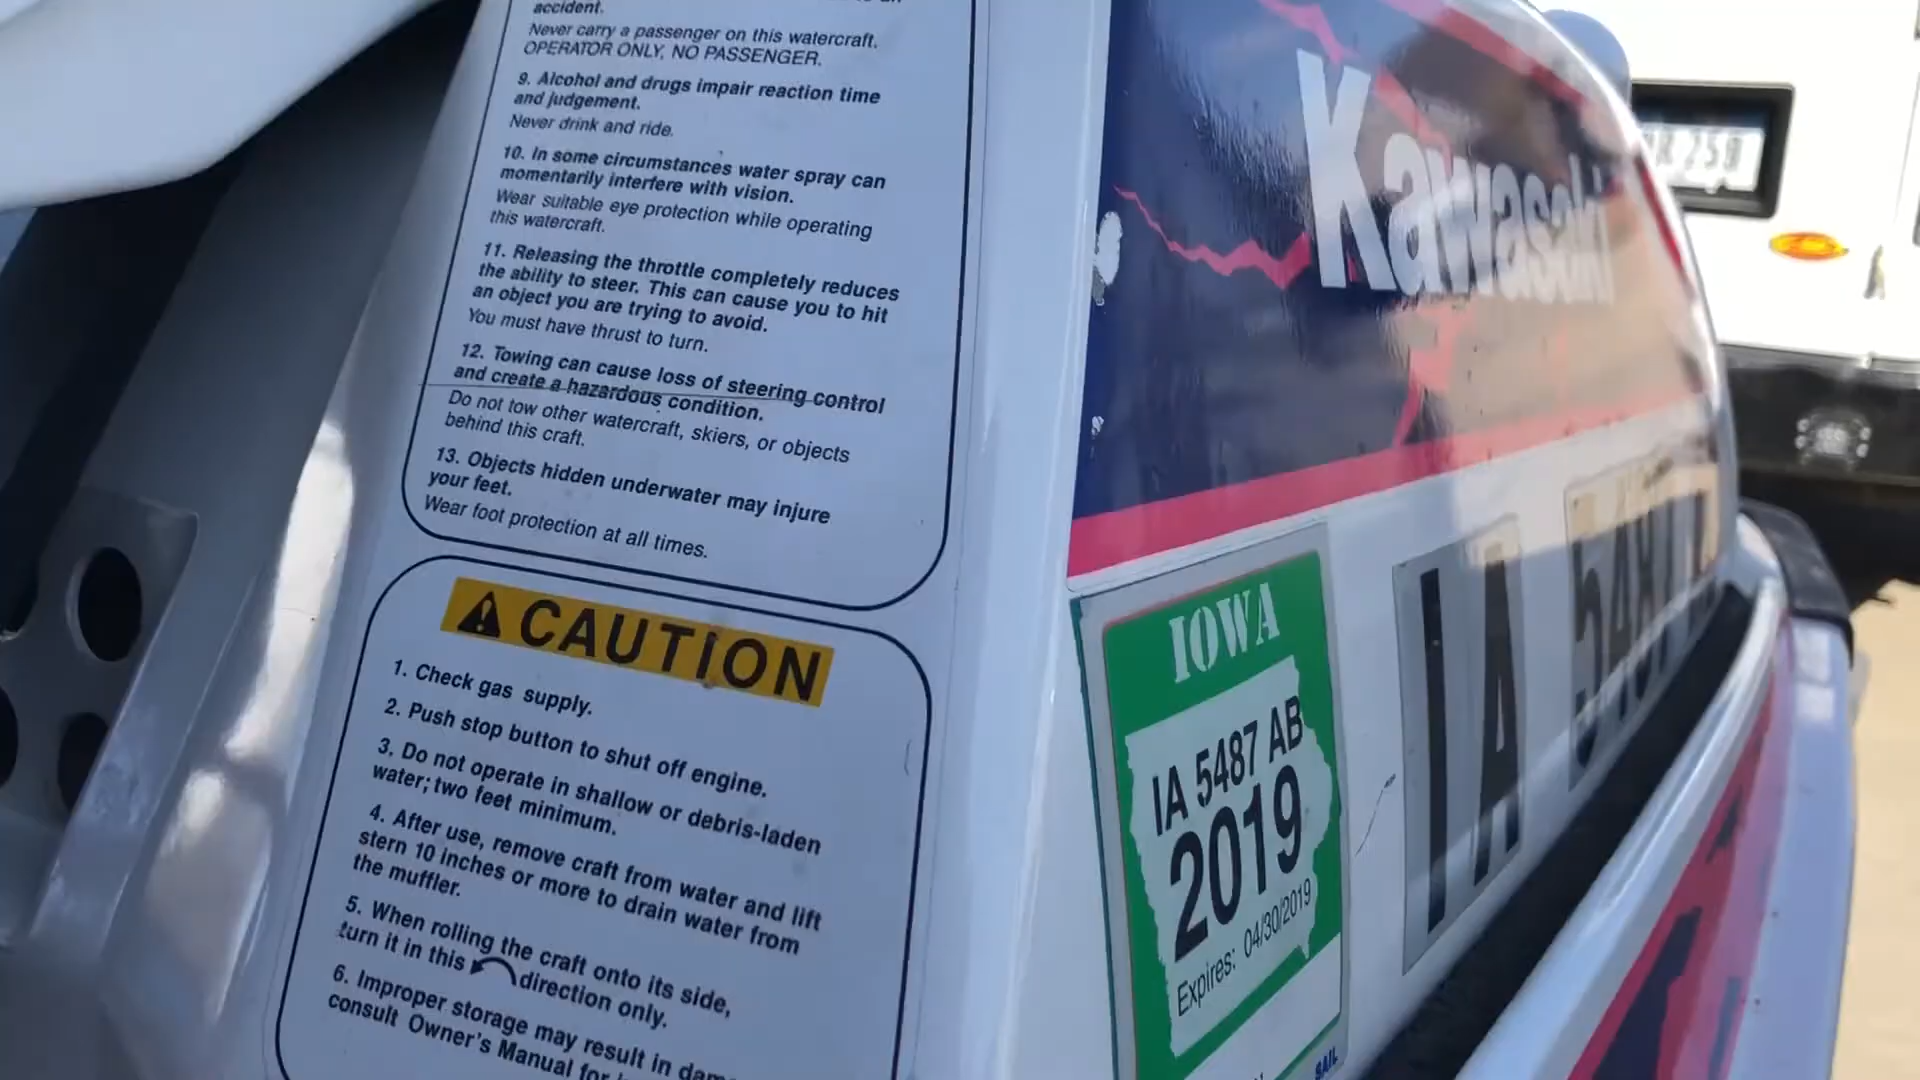 accident.
Never carry a passenger on this watercraft.
OPERATOR ONLY, NO PASSENGER.
9. Alcohol and drugs impair reaction time
and judgement.
Never drink and ride.
10. In some circumstances water spray can
momentarily interfere with vision.
Wear suitable eye protection while operating
this watercraft.
11. Releasing the throttle completely reduces
the ability to steer. This can cause you to hit
an object you are trying to avoid.
You must have thrust to turn.
12. Towing can cause loss of steering control
and create a hazardous condition.
Do not tow other watercraft, skiers, or objects
behind this craft.
13. Objects hidden underwater may injure
your feet.
Wear foot protection at all times.
CAUTION
1. Check gas supply.
2. Push stop button to shut off engine.
3. Do not operate in shallow or debris-laden
water; two feet minimum.
4. After use, remove craft from water and lift
stern 10 inches or more to drain water from
the muffler.
5. When rolling the craft onto its side,
turn it in this direction only.
6. Improper storage may result in
consult Owner's Manual for
Kawasaki
IOWA
IA 5487 AB
2019
Expires: 04/30/2019
SAIL
IA 5487